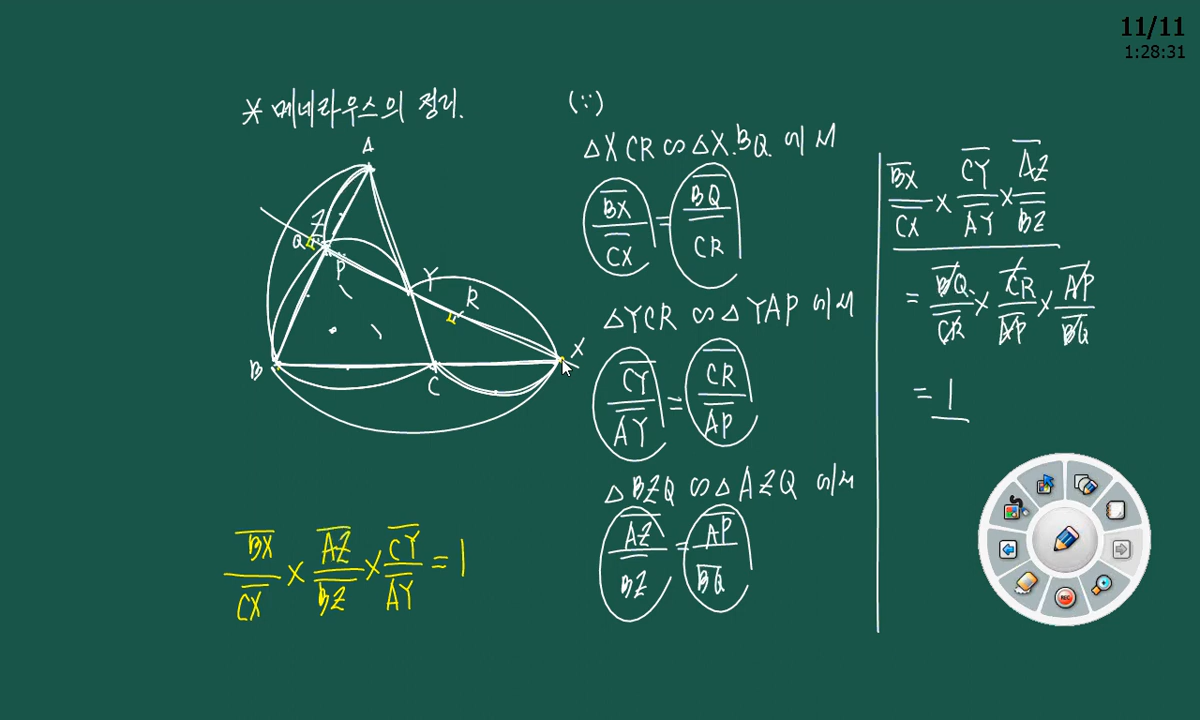 11/11
1:28:31
* 메네라우스의 정리.
A
Z
Q
P
Y
R
X
B
C
BX/CX × AZ/BZ × CY/AY = 1
(∵)
△XCR ∽ △X.BQ. 에서
BX/CX = BQ/CR
△YCR ∽ △YAP 에서
CY/AY = CR/AP
△BZQ ∽ △AZQ 에서
AZ/BZ = AP/BQ
BX/CX × CY/AY × AZ/BZ
= BQ/CR × CR/AP × AP/BQ
= 1
REC